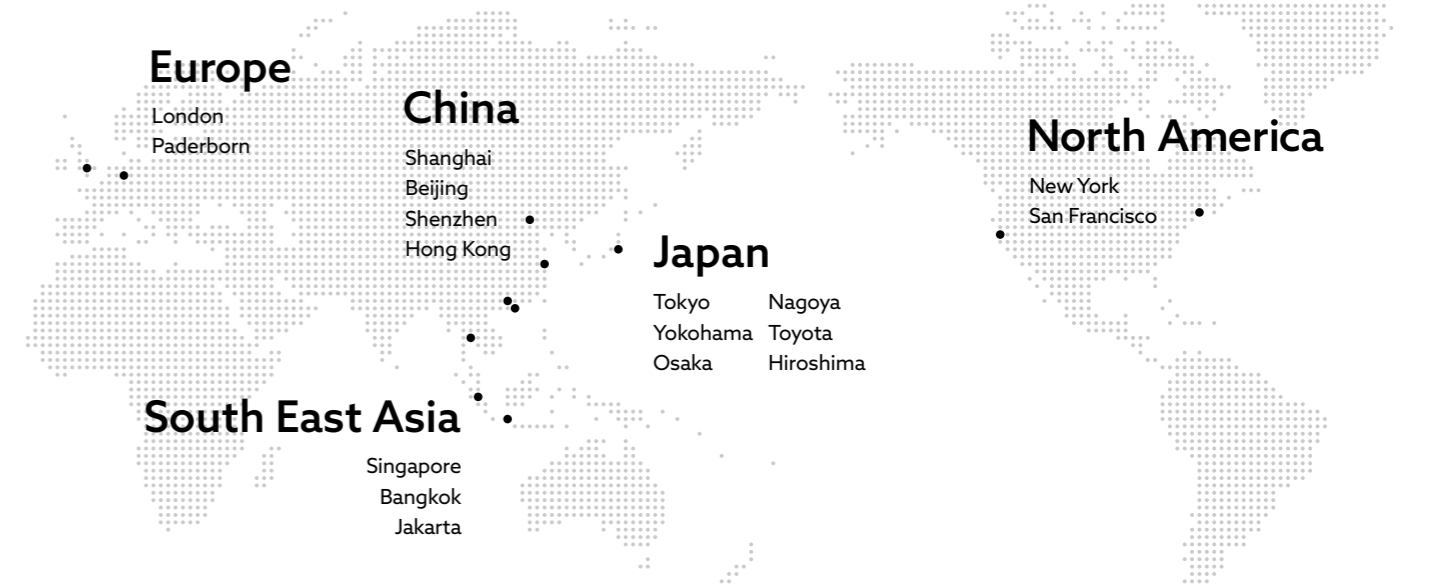 Europe
London
Paderborn
China
Shanghai
Beijing
Shenzhen
Hong Kong
Japan
Tokyo
Yokohama
Osaka
Nagoya
Toyota
Hiroshima
North America
New York
San Francisco
South East Asia
Singapore
Bangkok
Jakarta